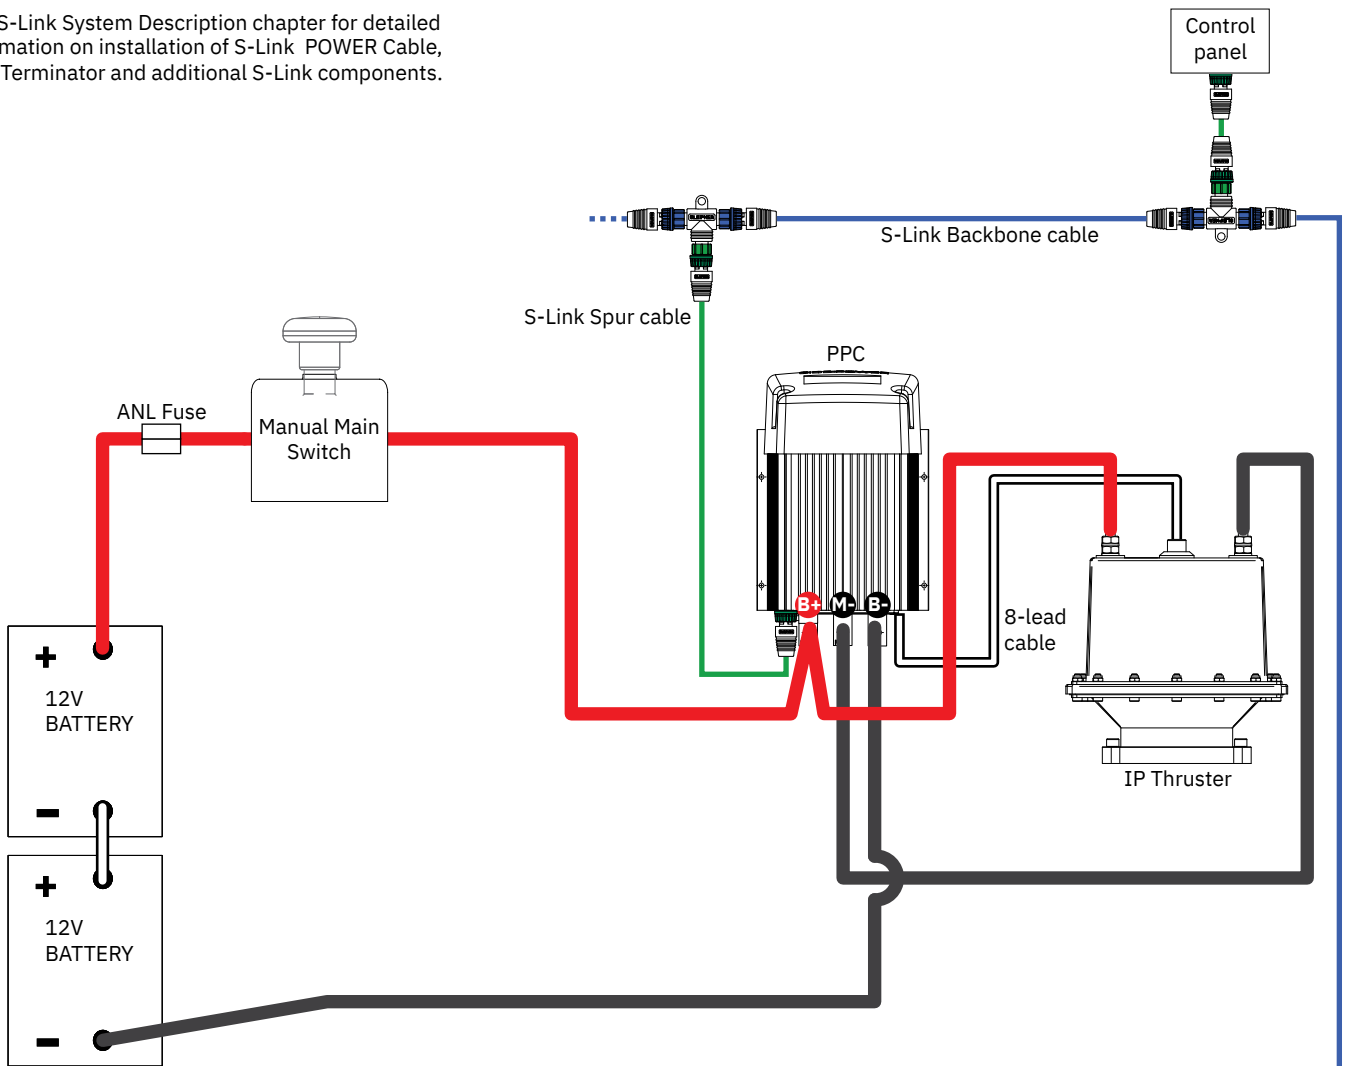 S-Link System Description chapter for detailed
mation on installation of S-Link POWER Cable,
Terminator and additional S-Link components.
Control
panel
S-Link Backbone cable
S-Link Spur cable
PPC
ANL Fuse
Manual Main
Switch
B+ M- B-
8-lead
cable
+
12V
BATTERY
-
IP Thruster
+
12V
BATTERY
-